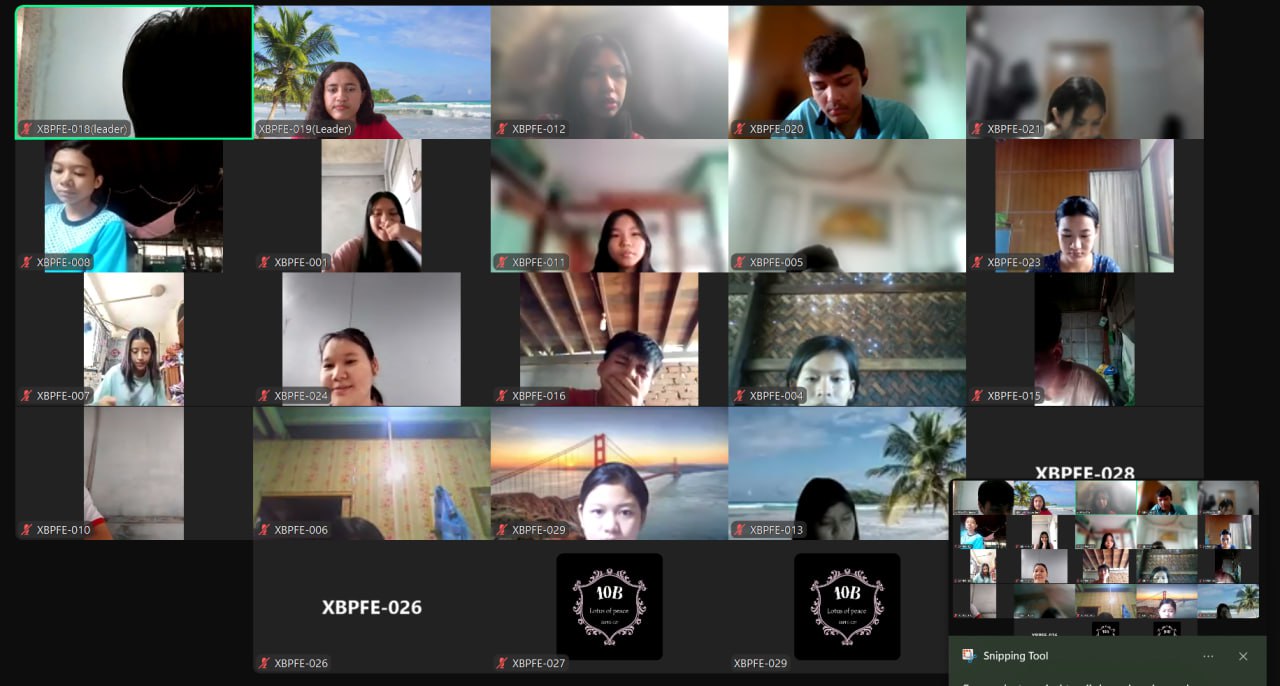 XBPFE-018(leader)
XBPFE-019(Leader)
XBPFE-012
XBPFE-020
XBPFE-021
XBPFE-008
XBPFE-001
XBPFE-011
XBPFE-005
XBPFE-023
XBPFE-007
XBPFE-024
XBPFE-016
XBPFE-004
XBPFE-015
XBPFE-010
XBPFE-006
XBPFE-029
XBPFE-013
XBPFE-028
XBPFE-026
XBPFE-026
10B
Lotus of peace
XBPFE-027
10B
Lotus of peace
XBPFE-029
Snipping Tool